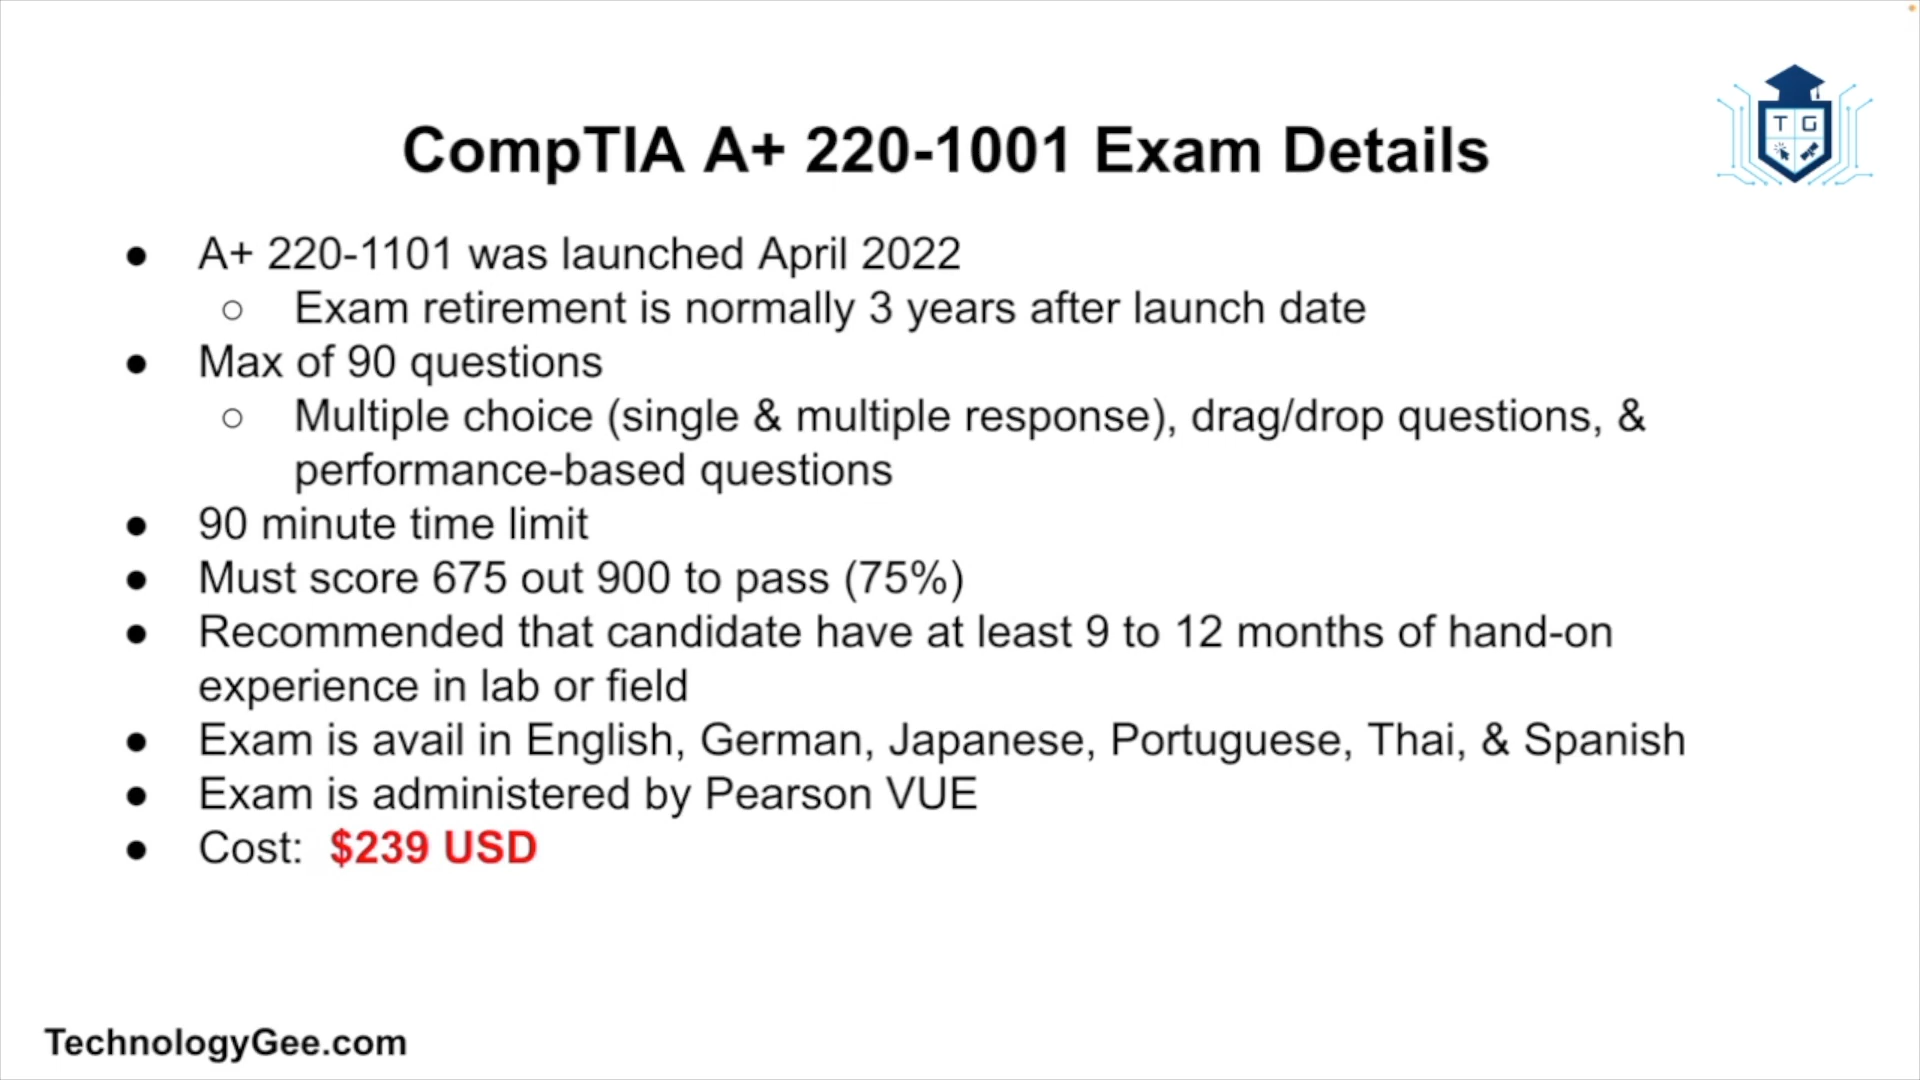 CompTIA A+ 220-1001 Exam Details
T G
● A+ 220-1101 was launched April 2022
○ Exam retirement is normally 3 years after launch date
● Max of 90 questions
○ Multiple choice (single & multiple response), drag/drop questions, &
performance-based questions
● 90 minute time limit
● Must score 675 out 900 to pass (75%)
● Recommended that candidate have at least 9 to 12 months of hand-on
experience in lab or field
● Exam is avail in English, German, Japanese, Portuguese, Thai, & Spanish
● Exam is administered by Pearson VUE
● Cost: $239 USD
TechnologyGee.com